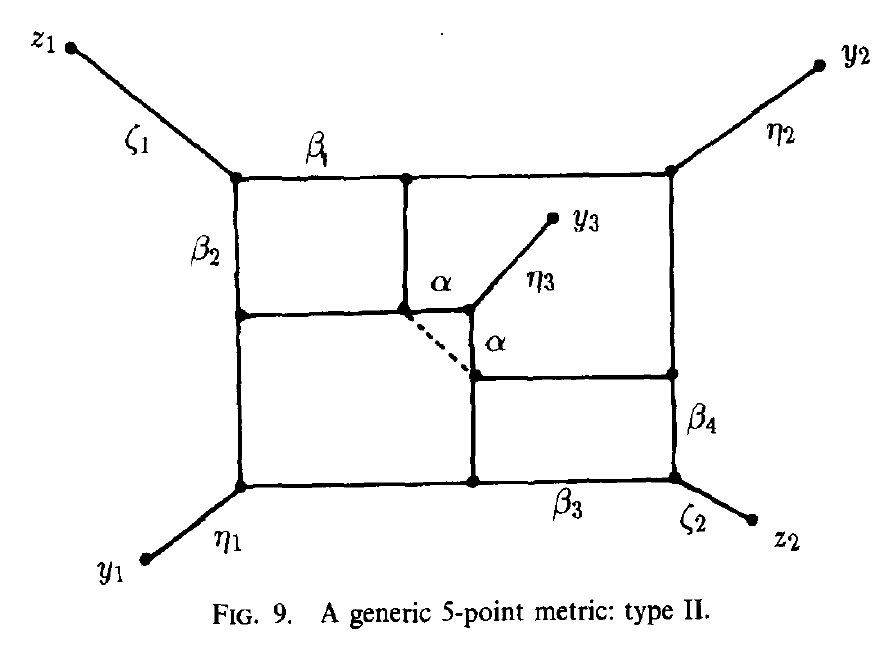 z1
y2
ζ1
η2
β1
y3
β2
α
η3
α
β4
β3
ζ2
η1
z2
y1
FIG. 9. A generic 5-point metric: type II.